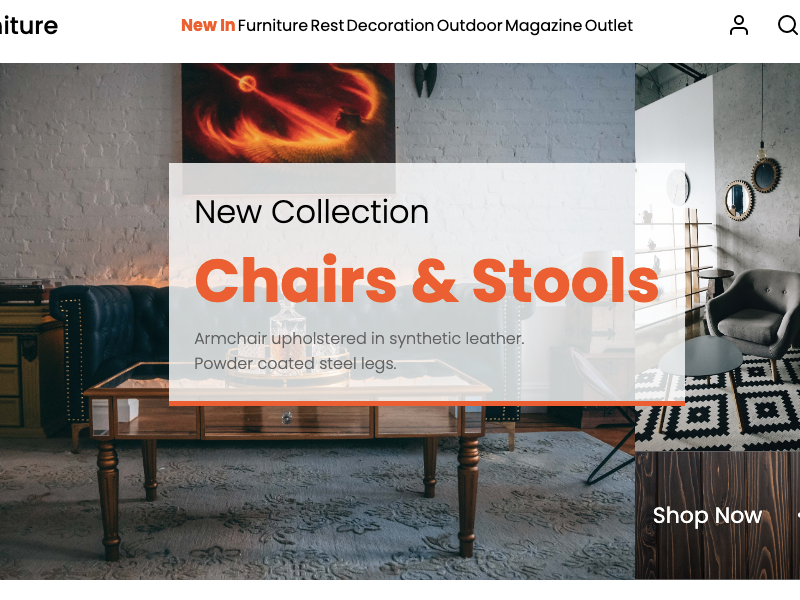 niture
New In Furniture Rest Decoration Outdoor Magazine Outlet
New Collection
Chairs & Stools
Armchair upholstered in synthetic leather.
Powder coated steel legs.
Shop Now